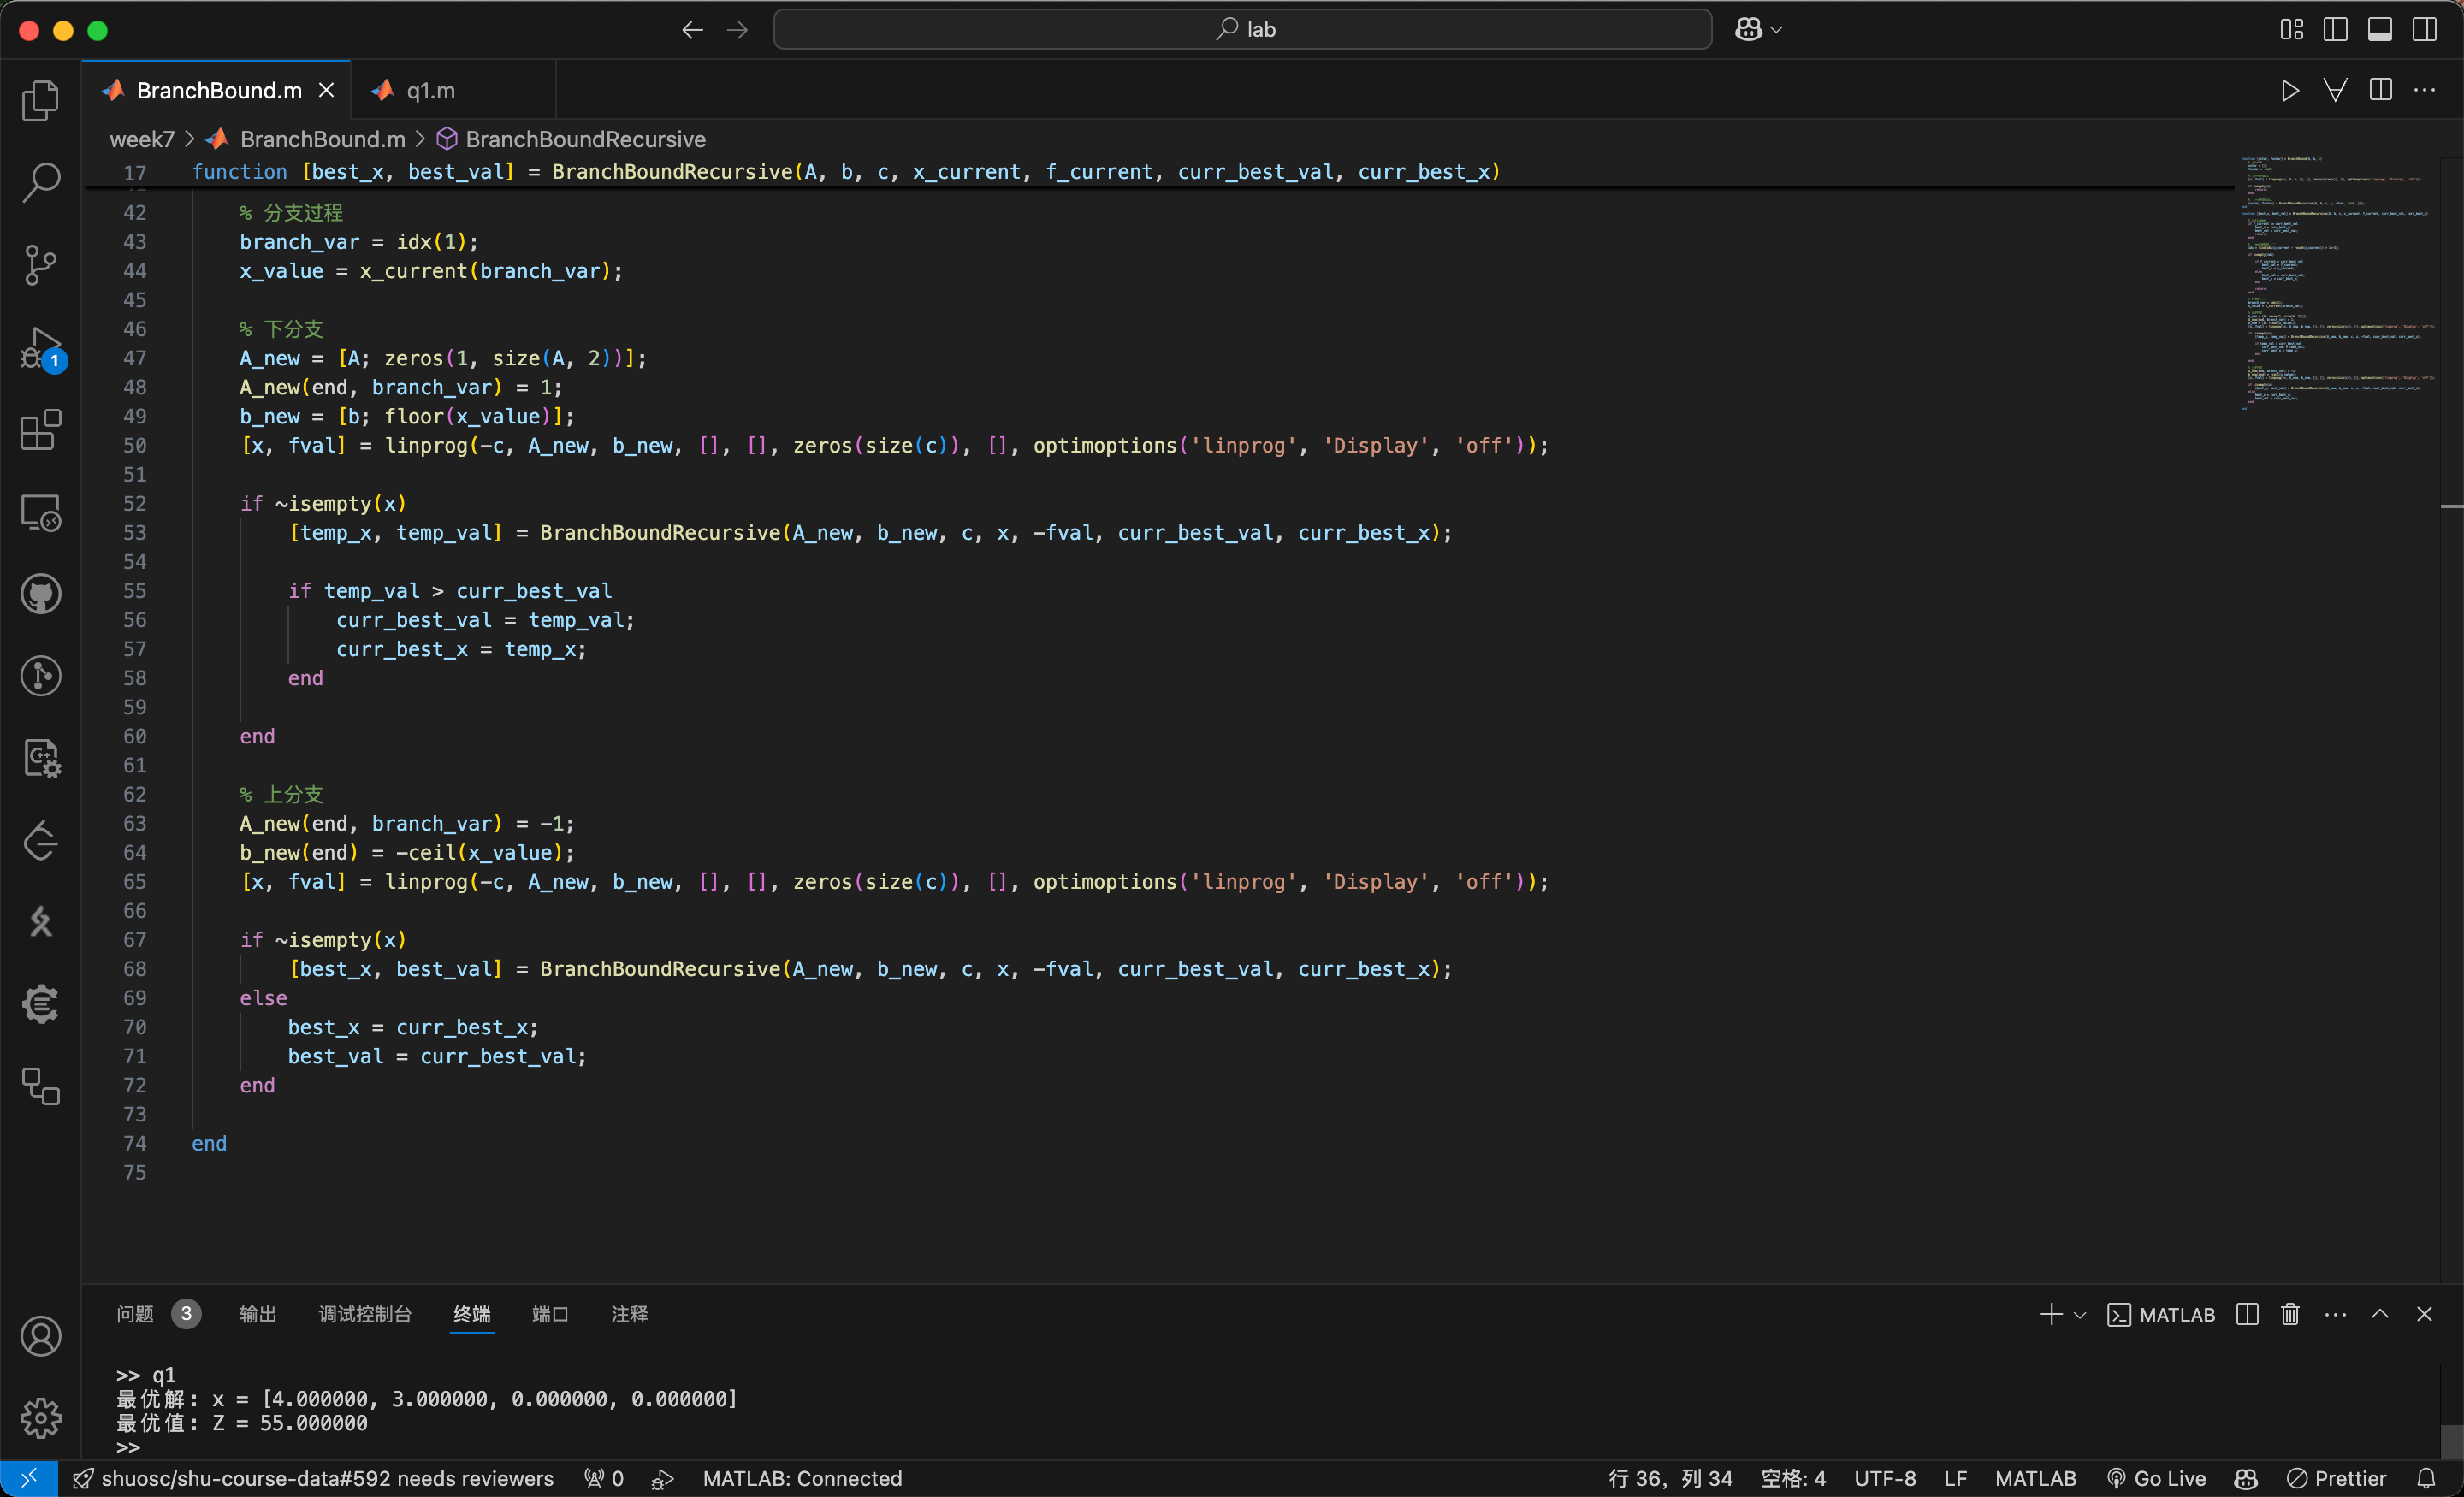 lab
BranchBound.m
q1.m
week7 > BranchBound.m > BranchBoundRecursive
17 function [best_x, best_val] = BranchBoundRecursive(A, b, c, x_current, f_current, curr_best_val, curr_best_x)
42 % 分支过程
43 branch_var = idx(1);
44 x_value = x_current(branch_var);
45
46 % 下分支
47 A_new = [A; zeros(1, size(A, 2))];
48 A_new(end, branch_var) = 1;
49 b_new = [b; floor(x_value)];
50 [x, fval] = linprog(-c, A_new, b_new, [], [], zeros(size(c)), [], optimoptions('linprog', 'Display', 'off'));
51
52 if ~isempty(x)
53 [temp_x, temp_val] = BranchBoundRecursive(A_new, b_new, c, x, -fval, curr_best_val, curr_best_x);
54
55 if temp_val > curr_best_val
56 curr_best_val = temp_val;
57 curr_best_x = temp_x;
58 end
59
60 end
61
62 % 上分支
63 A_new(end, branch_var) = -1;
64 b_new(end) = -ceil(x_value);
65 [x, fval] = linprog(-c, A_new, b_new, [], [], zeros(size(c)), [], optimoptions('linprog', 'Display', 'off'));
66
67 if ~isempty(x)
68 [best_x, best_val] = BranchBoundRecursive(A_new, b_new, c, x, -fval, curr_best_val, curr_best_x);
69 else
70 best_x = curr_best_x;
71 best_val = curr_best_val;
72 end
73
74 end
75
1
问题 3 输出 调试控制台 终端 端口 注释
MATLAB
>> q1
最优解: x = [4.000000, 3.000000, 0.000000, 0.000000]
最优值: Z = 55.000000
>>
shuosc/shu-course-data#592 needs reviewers 0 MATLAB: Connected 行 36, 列 34 空格: 4 UTF-8 LF MATLAB Go Live Prettier